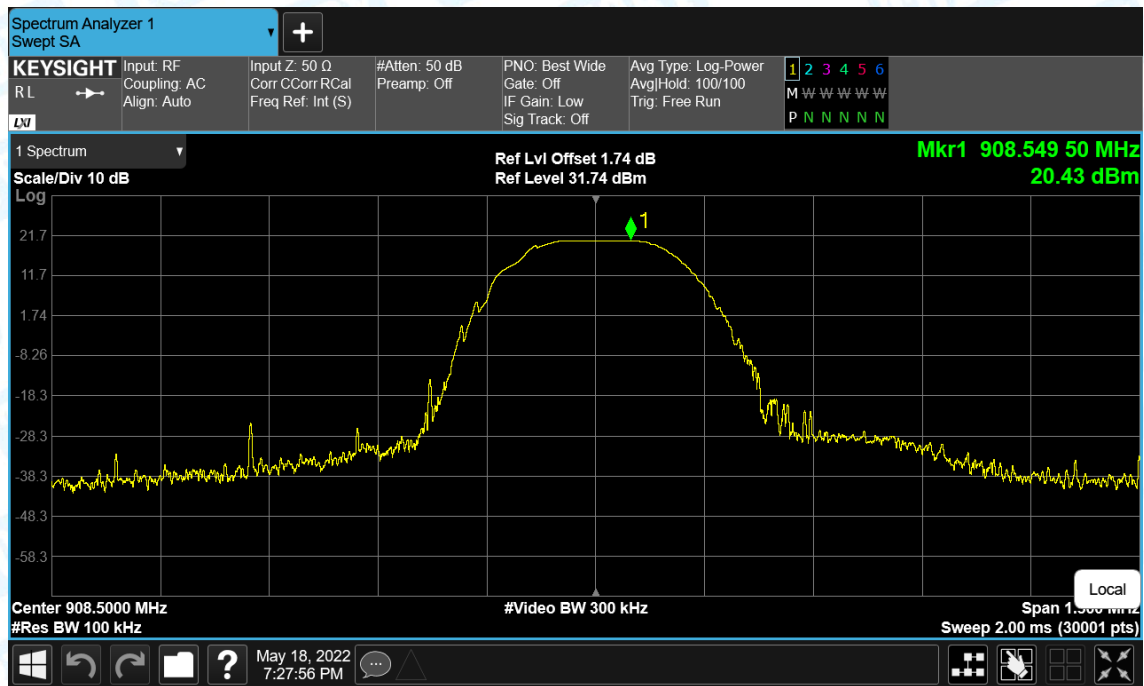 Spectrum Analyzer 1
Swept SA
KEYSIGHT
R L
LXI
Input: RF
Coupling: AC
Align: Auto
Input Z: 50 Ω
Corr CCorr RCal
Freq Ref: Int (S)
#Atten: 50 dB
Preamp: Off
PNO: Best Wide
Gate: Off
IF Gain: Low
Sig Track: Off
Avg Type: Log-Power
Avg|Hold: 100/100
Trig: Free Run
1 2 3 4 5 6
M W W W W W
P N N N N N
1 Spectrum
Scale/Div 10 dB
Log
Ref Lvl Offset 1.74 dB
Ref Level 31.74 dBm
Mkr1 908.549 50 MHz
20.43 dBm
1
21.7
11.7
1.74
-8.26
-18.3
-28.3
-38.3
-48.3
-58.3
Local
Center 908.5000 MHz
#Video BW 300 kHz
Span
#Res BW 100 kHz
Sweep 2.00 ms (30001 pts)
?
May 18, 2022
7:27:56 PM